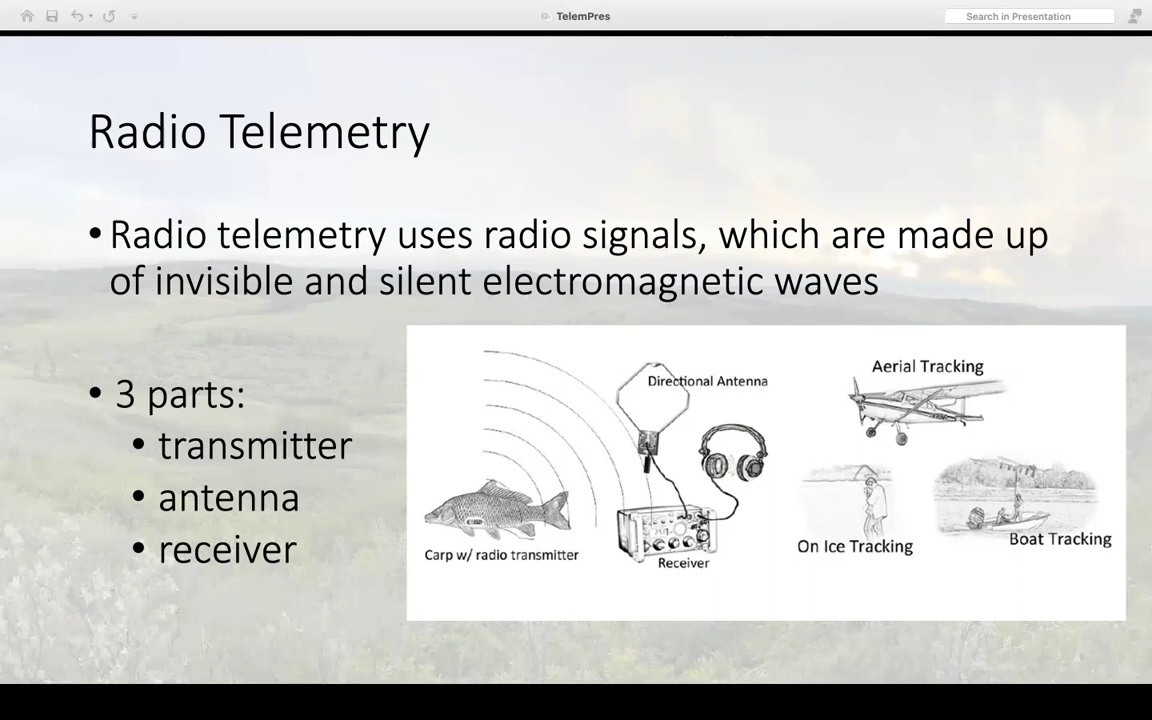 TelemPres
Search in Presentation
Radio Telemetry
• Radio telemetry uses radio signals, which are made up
of invisible and silent electromagnetic waves
• 3 parts:
• transmitter
• antenna
• receiver
Directional Antenna
Carp w/ radio transmitter
Receiver
Aerial Tracking
On Ice Tracking
Boat Tracking